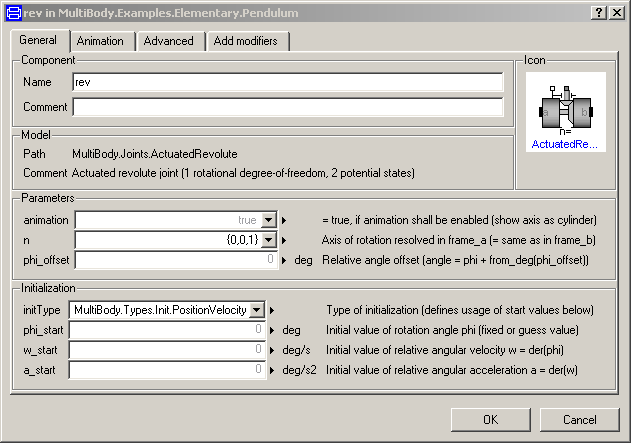 rev in MultiBody.Examples.Elementary.Pendulum
General Animation Advanced Add modifiers
Component
Name rev
Comment
Icon
a b
n=
ActuatedRe...
Model
Path MultiBody.Joints.ActuatedRevolute
Comment Actuated revolute joint (1 rotational degree-of-freedom, 2 potential states)
Parameters
animation true = true, if animation shall be enabled (show axis as cylinder)
n {0,0,1} Axis of rotation resolved in frame_a (= same as in frame_b)
phi_offset 0 deg Relative angle offset (angle = phi + from_deg(phi_offset))
Initialization
initType MultiBody.Types.Init.PositionVelocity Type of initialization (defines usage of start values below)
phi_start 0 deg Initial value of rotation angle phi (fixed or guess value)
w_start 0 deg/s Initial value of relative angular velocity w = der(phi)
a_start 0 deg/s2 Initial value of relative angular acceleration a = der(w)
OK Cancel